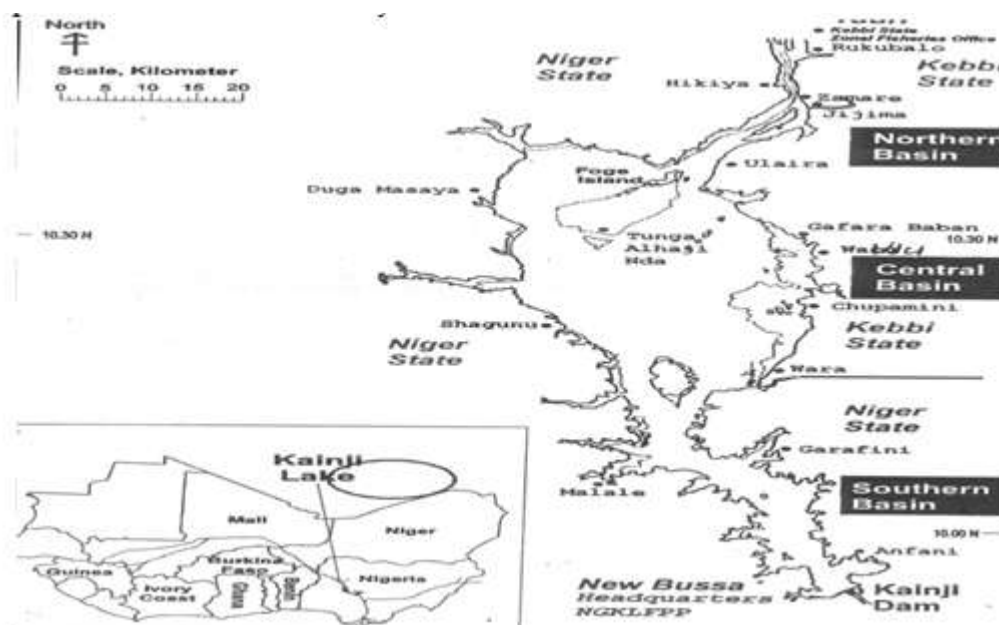 North
Scale, Kilometer
0 5 10 15 20
Kebbi State
Zonal Fisheries Office
Rukubalo
Niger
State
Kebbi
State
Hikiya
Zamare
Jijima
Northern
Basin
Ulaira
Foge
Island
Duga Masaya
10.30 N
Tunga
Alhaji
Nda
Gafara Baban
10.30 N
Central
Basin
Chupamini
Shagunu
Niger
State
Kebbi
State
Wara
Niger
State
Garafini
Malale
Southern
Basin
10.00 N
Anfani
New Bussa
Headquarters
NGKLFPP
Kainji
Dam
Kainji
Lake
Mali
Niger
Burkina
Faso
Guinea
Ivory
Coast
Ghana
Benin
Nigeria